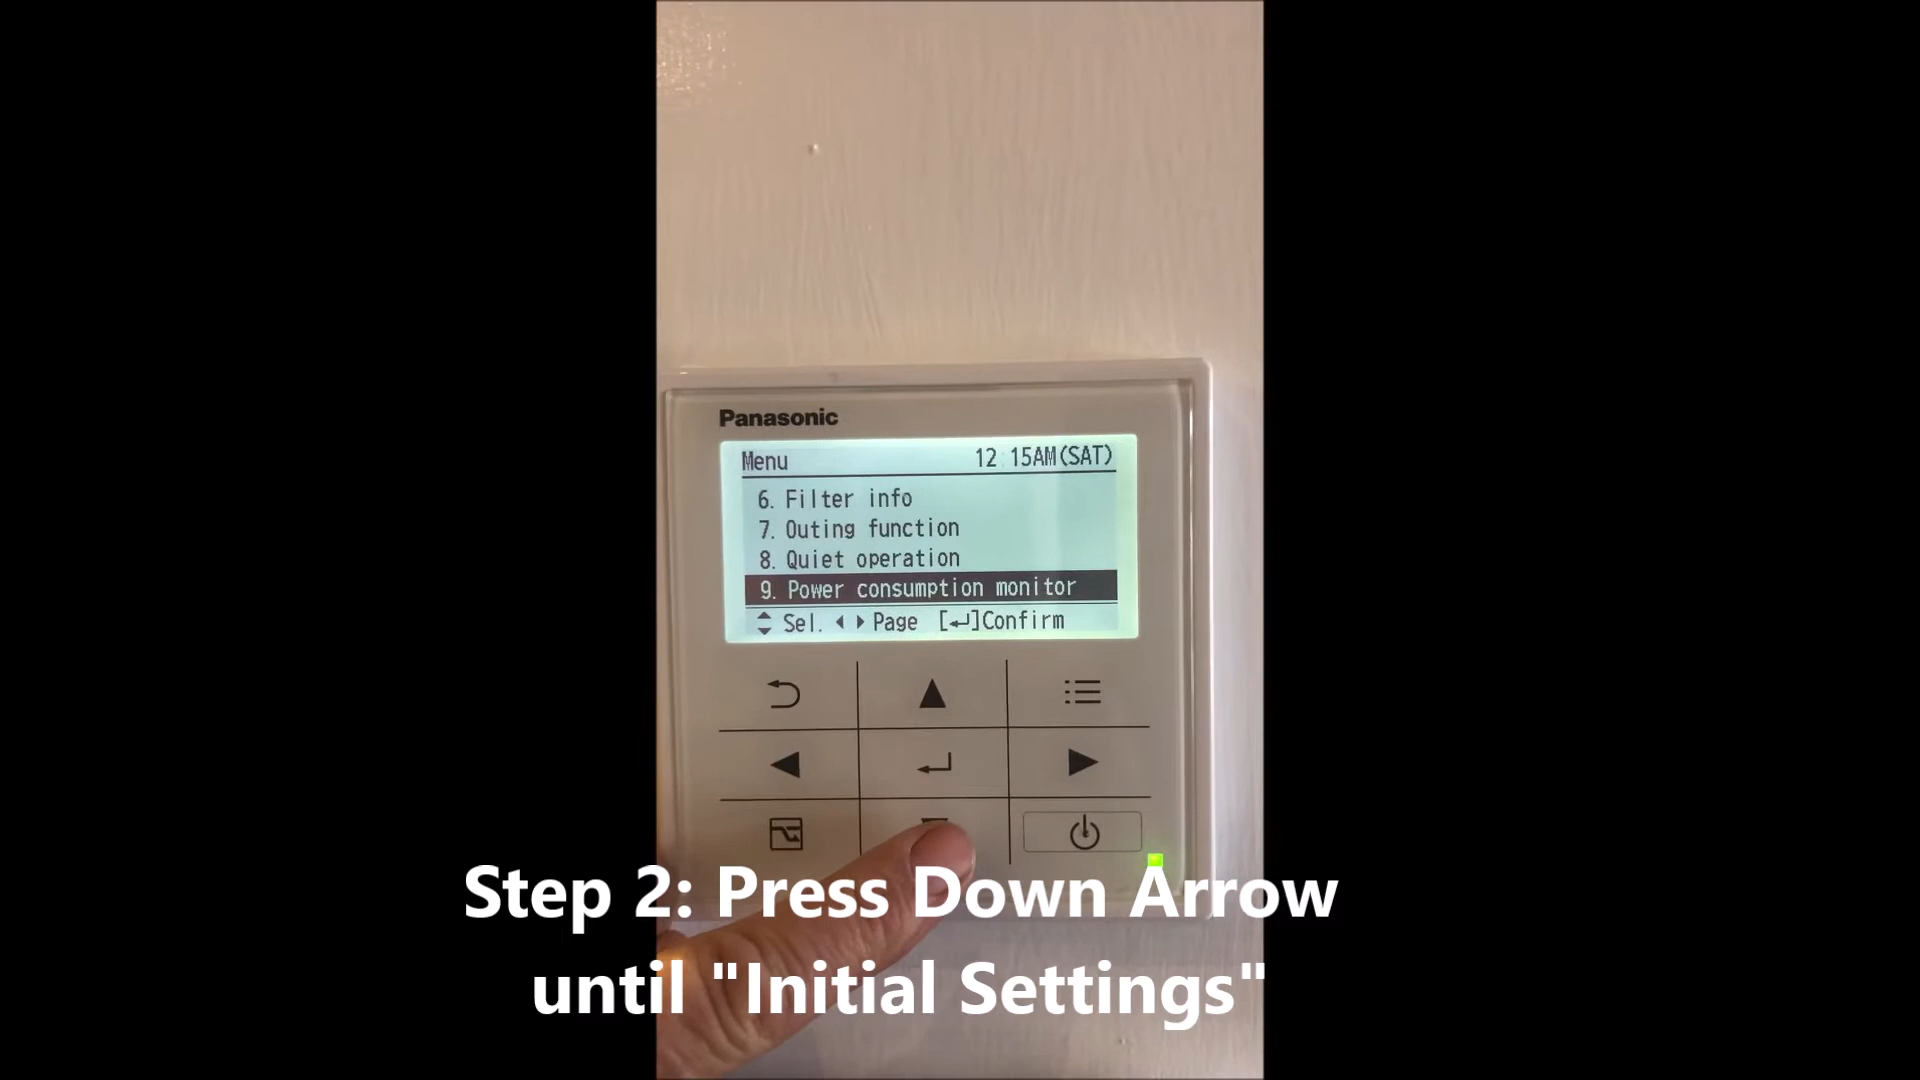 Panasonic
Menu 12:15AM(SAT)
6. Filter info
7. Outing function
8. Quiet operation
9. Power consumption monitor
Sel. Page [↵]Confirm
Step 2: Press Down Arrow
until "Initial Settings"